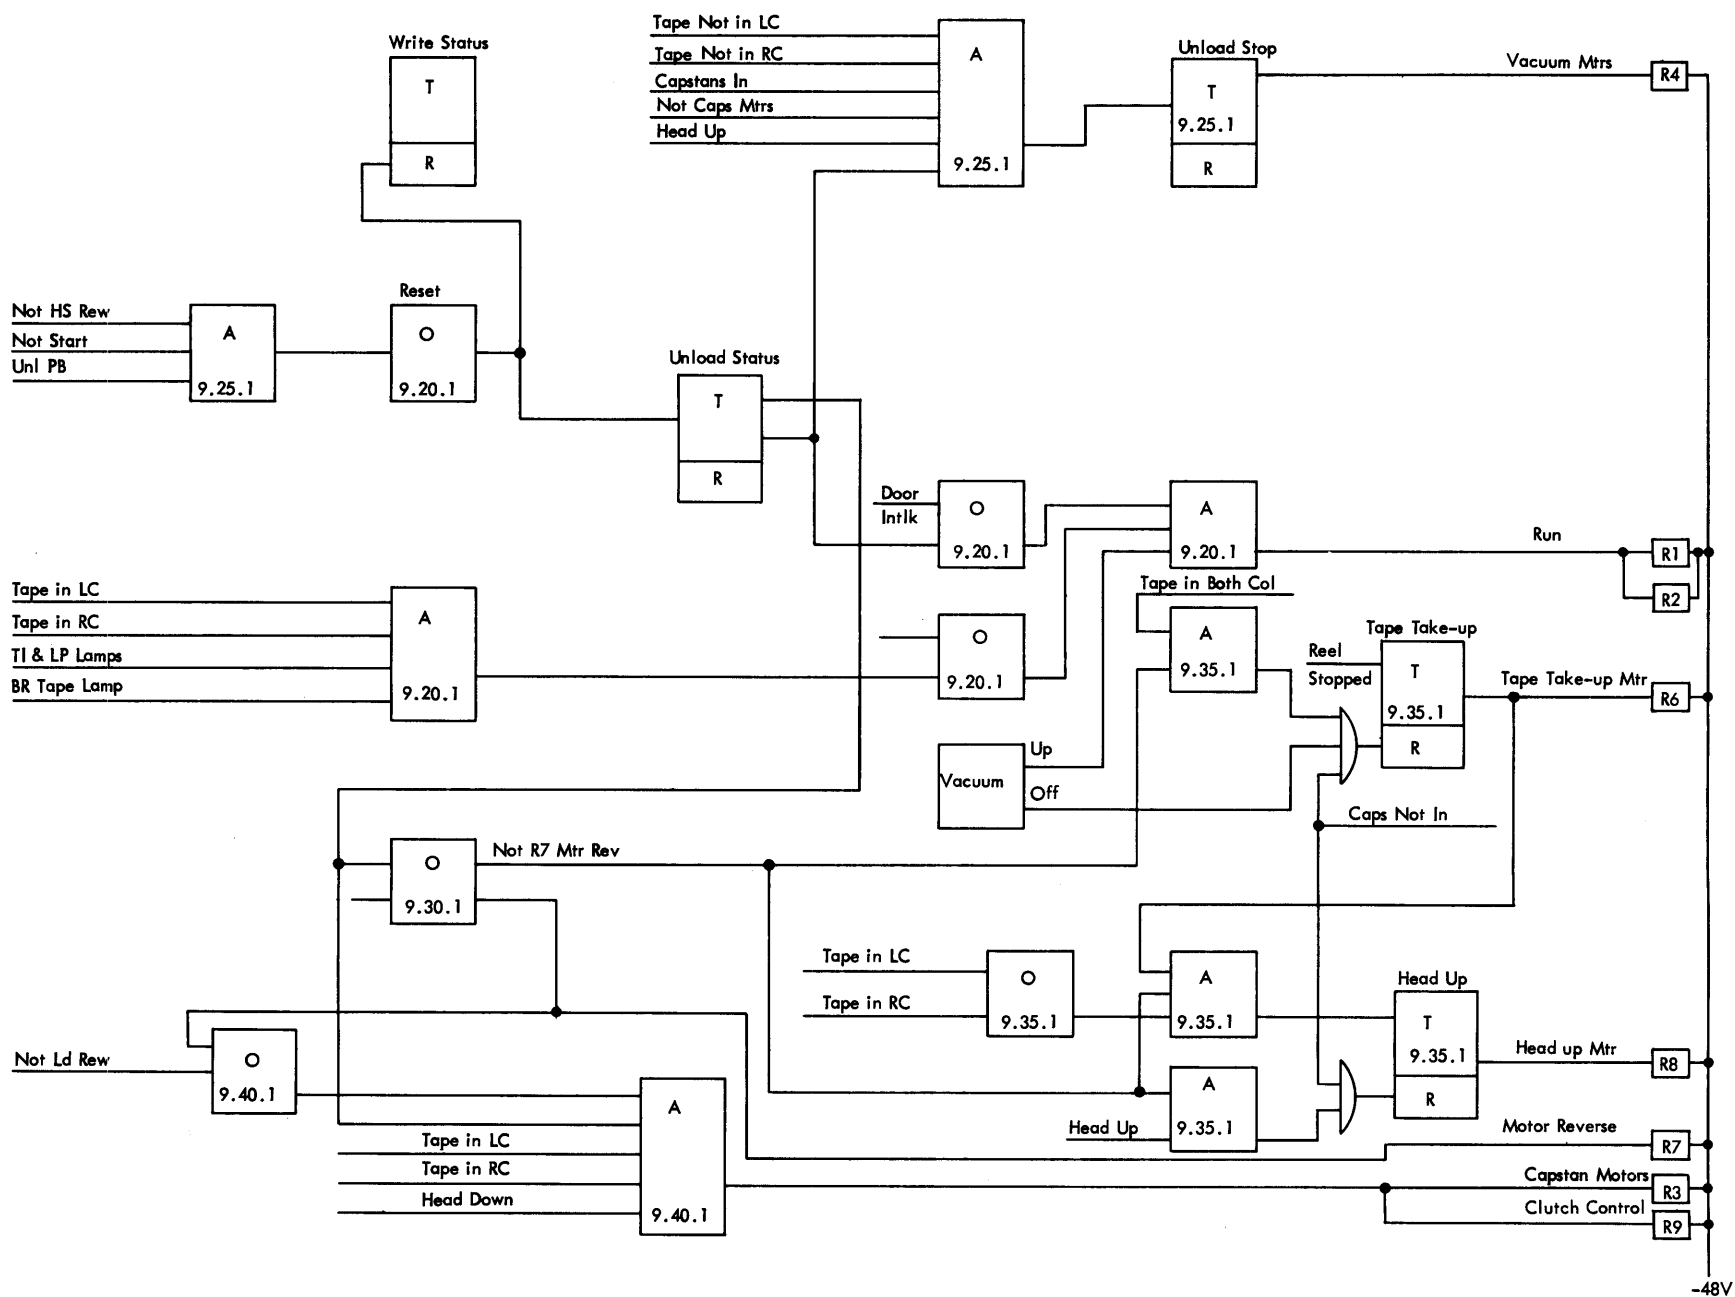 Tape Not in LC
Tape Not in RC
Capstans In
Not Caps Mtrs
Head Up
A
9.25.1
Write Status
T
R
Unload Stop
T
9.25.1
R
Vacuum Mtrs
R4
Not HS Rew
Not Start
Unl PB
A
9.25.1
Reset
O
9.20.1
Unload Status
T
R
Door
Intlk
O
9.20.1
A
9.20.1
Run
R1
R2
Tape in LC
Tape in RC
TI & LP Lamps
BR Tape Lamp
A
9.20.1
O
9.20.1
Tape in Both Col
A
9.35.1
Reel
Stopped
Tape Take-up
T
9.35.1
R
Tape Take-up Mtr
R6
Vacuum
Up
Off
Caps Not In
O
9.30.1
Not R7 Mtr Rev
Tape in LC
Tape in RC
O
9.35.1
A
9.35.1
Head Up
T
9.35.1
R
Head up Mtr
R8
Not Ld Rew
O
9.40.1
Head Up
A
9.35.1
Tape in LC
Tape in RC
Head Down
A
9.40.1
Motor Reverse
R7
Capstan Motors
R3
Clutch Control
R9
-48V